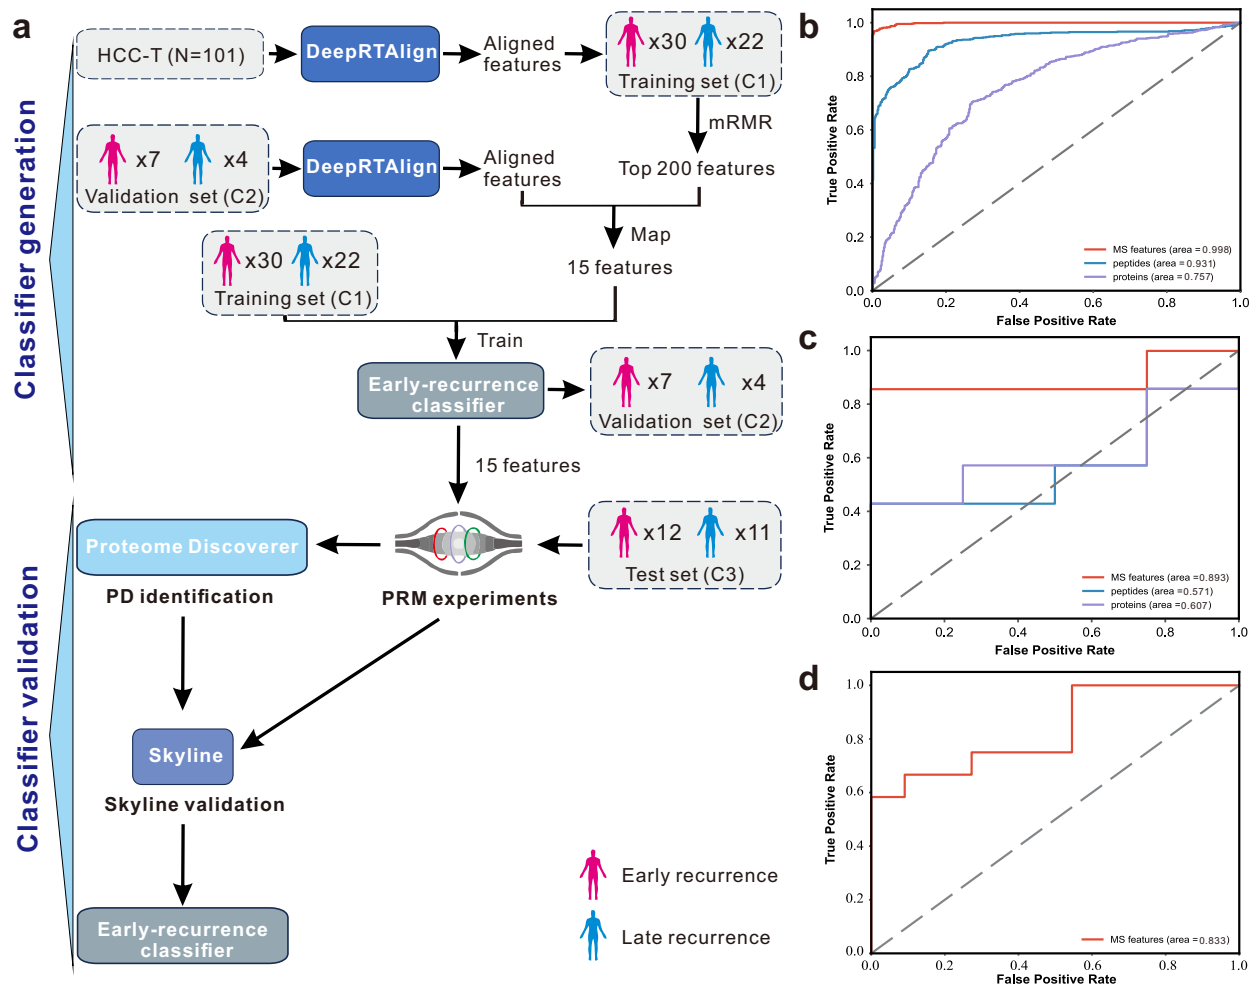 a
Classifier generation
HCC-T (N=101)
DeepRTAlign
Aligned
features
x30
x22
Training set (C1)
mRMR
x7
x4
Validation set (C2)
DeepRTAlign
Aligned
features
Top 200 features
Map
15 features
x30
x22
Training set (C1)
Train
Early-recurrence
classifier
x7
x4
Validation set (C2)
15 features
Classifier validation
Proteome Discoverer
PD identification
PRM experiments
x12
x11
Test set (C3)
Skyline
Skyline validation
Early-recurrence
classifier
Early recurrence
Late recurrence
b
True Positive Rate
1.0
0.8
0.6
0.4
0.2
0.0
MS features (area = 0.998)
peptides (area = 0.931)
proteins (area = 0.757)
0.0 0.2 0.4 0.6 0.8 1.0
False Positive Rate
c
True Positive Rate
1.0
0.8
0.6
0.4
0.2
0.0
MS features (area = 0.893)
peptides (area = 0.571)
proteins (area = 0.607)
0.0 0.2 0.4 0.6 0.8 1.0
False Positive Rate
d
True Positive Rate
1.0
0.8
0.6
0.4
0.2
0.0
MS features (area = 0.833)
0.0 0.2 0.4 0.6 0.8 1.0
False Positive Rate